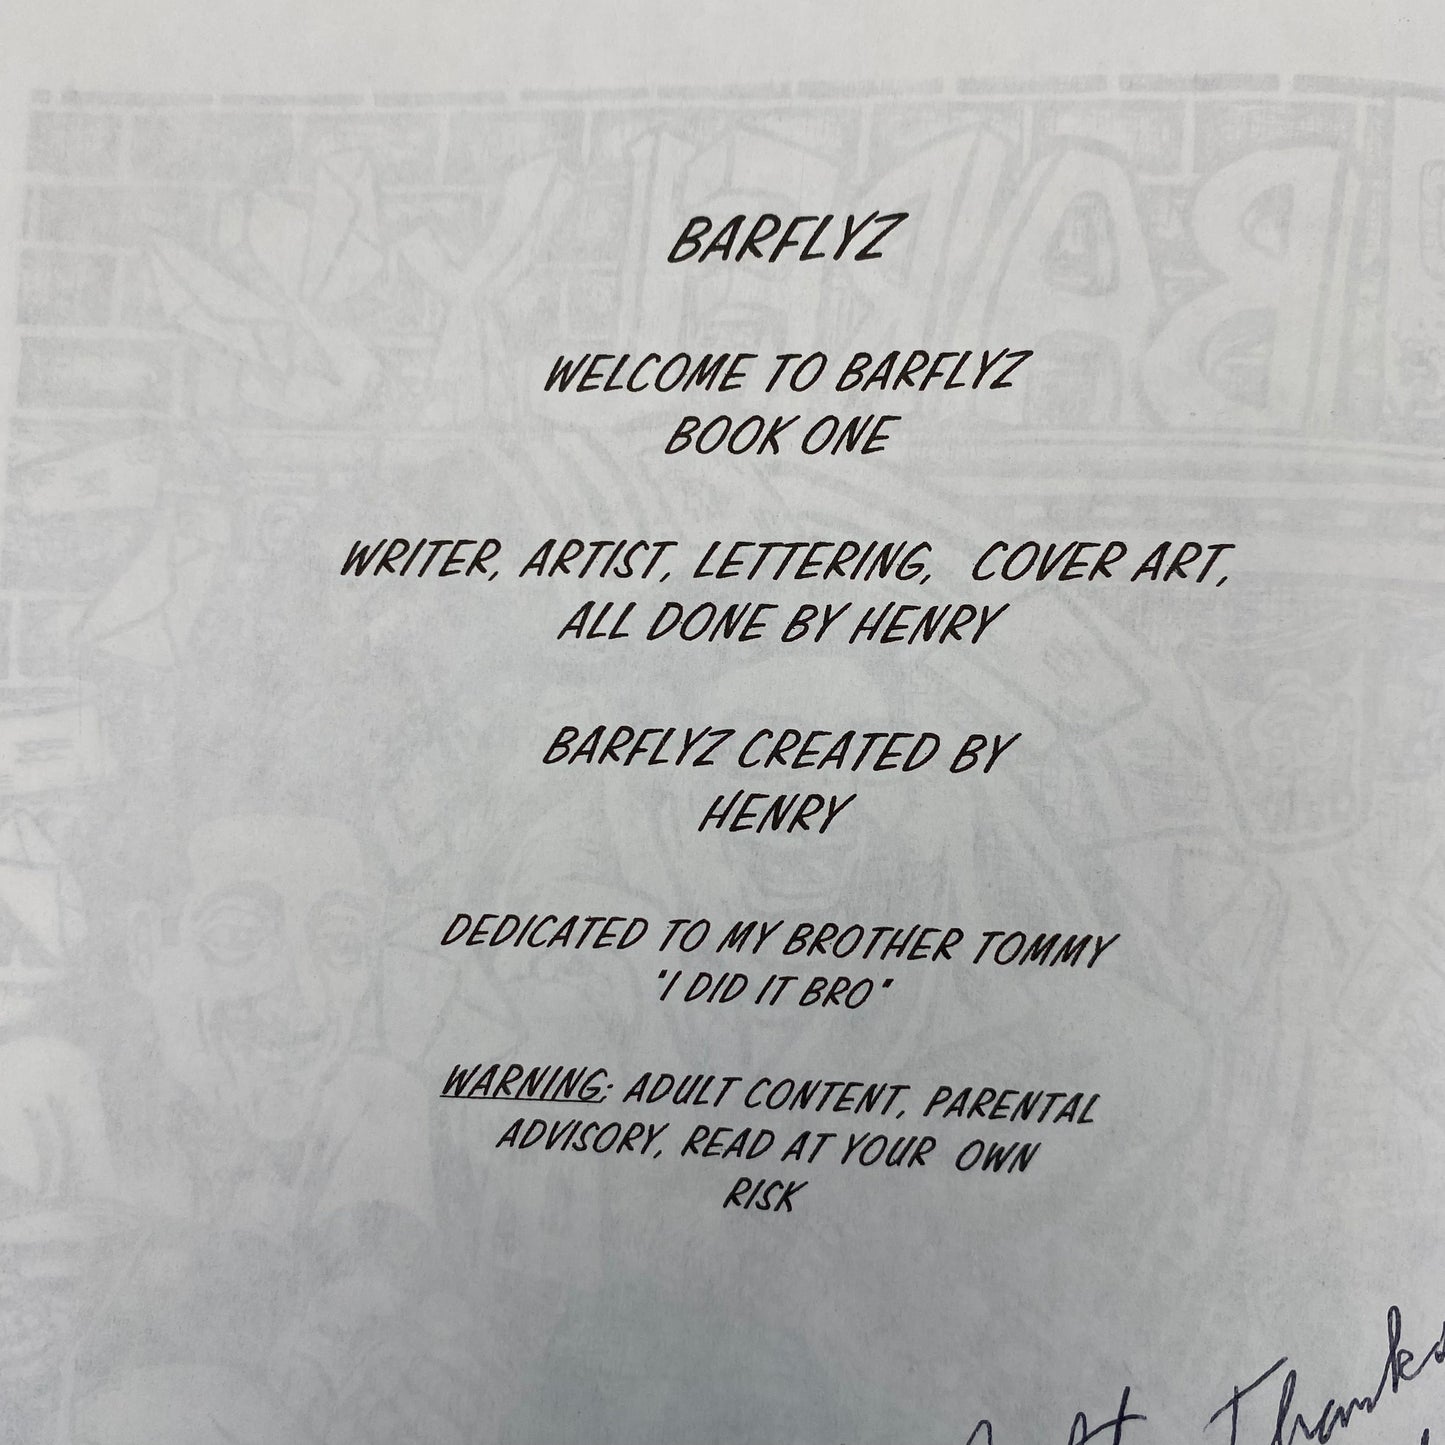 BARFLYZ
WELCOME TO BARFLYZ
BOOK ONE
WRITER, ARTIST, LETTERING, COVER ART,
ALL DONE BY HENRY
BARFLYZ CREATED BY
HENRY
DEDICATED TO MY BROTHER TOMMY
"I DID IT BRO"
WARNING: ADULT CONTENT, PARENTAL
ADVISORY, READ AT YOUR OWN
RISK
Thanks